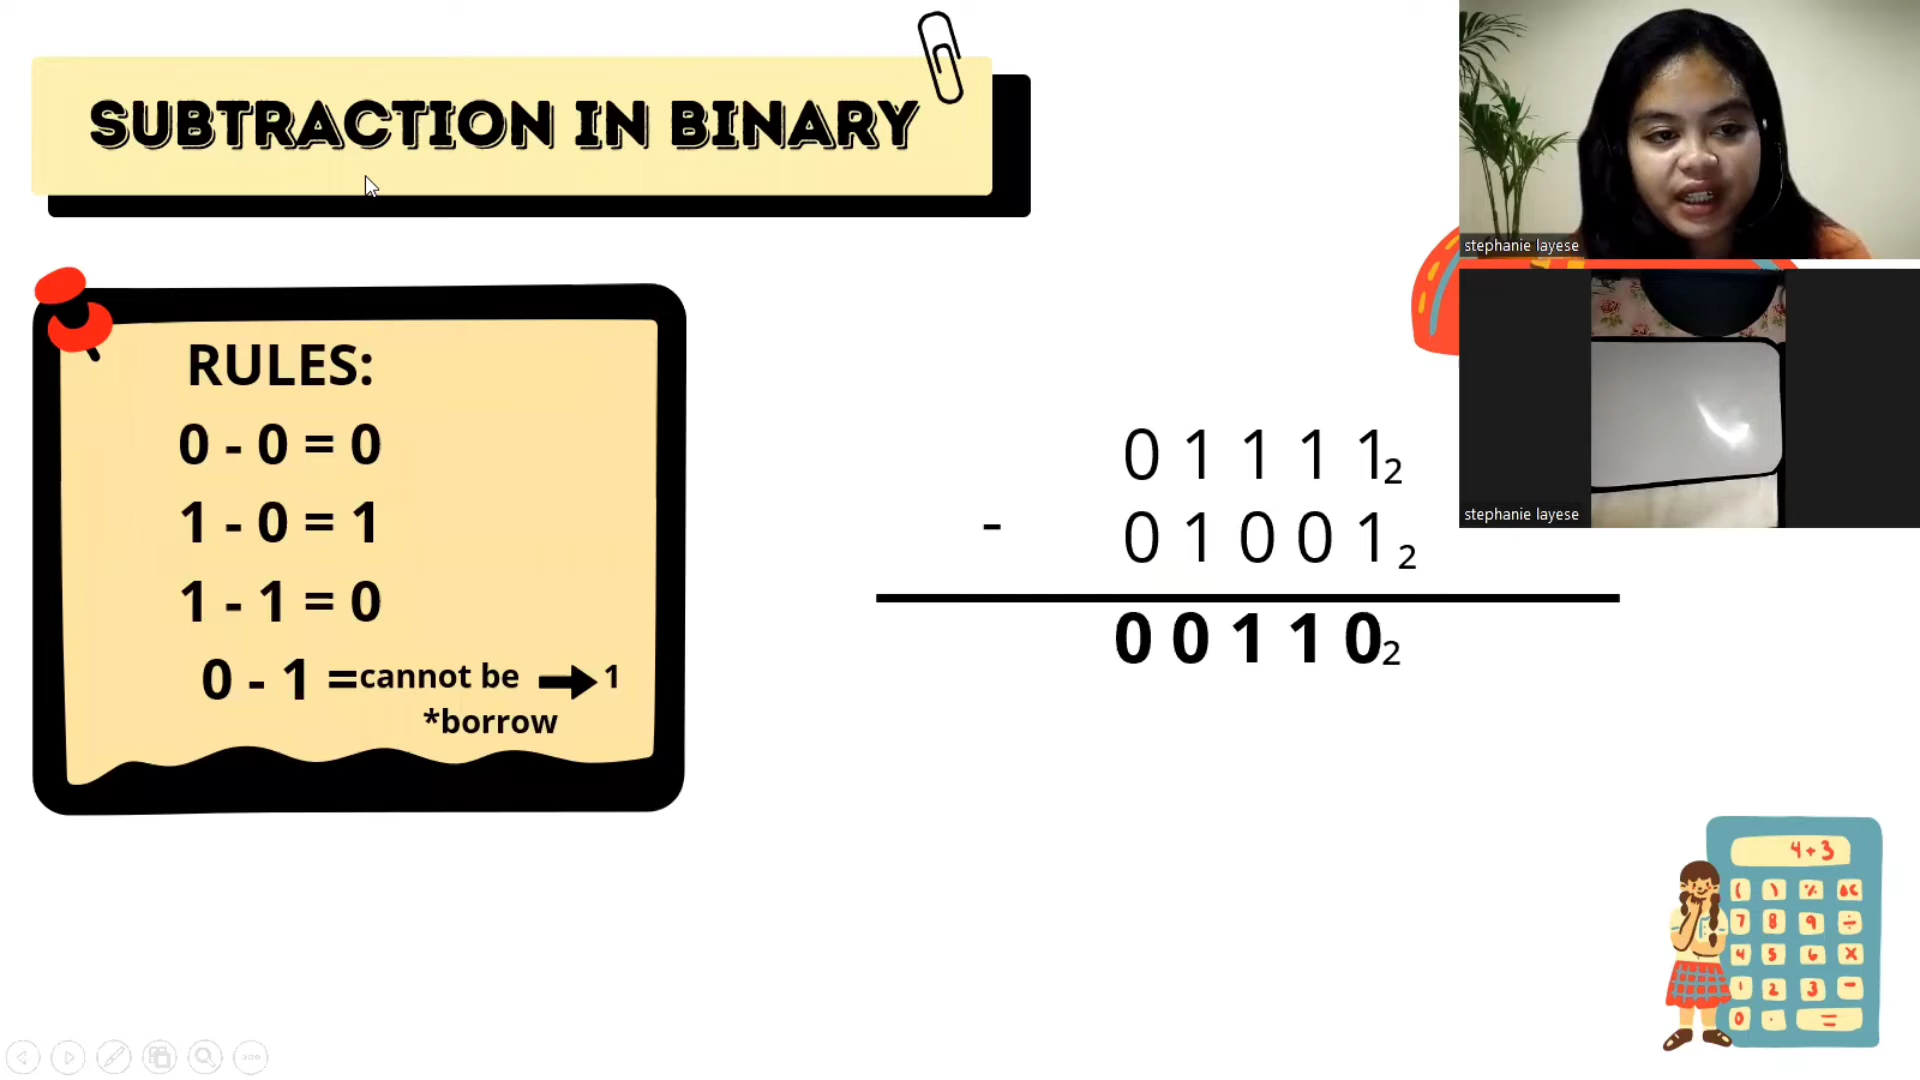 SUBTRACTION IN BINARY
stephanie layese
RULES:
0 - 0 = 0
1 - 0 = 1
1 - 1 = 0
0 - 1 =cannot be ➡ 1
*borrow
0 1 1 1 1₂
- 0 1 0 0 1₂
0 0 1 1 0₂
stephanie layese
4+3
( ) % AC
7 8 9 ÷
4 5 6 X
1 2 3 -
0 . =